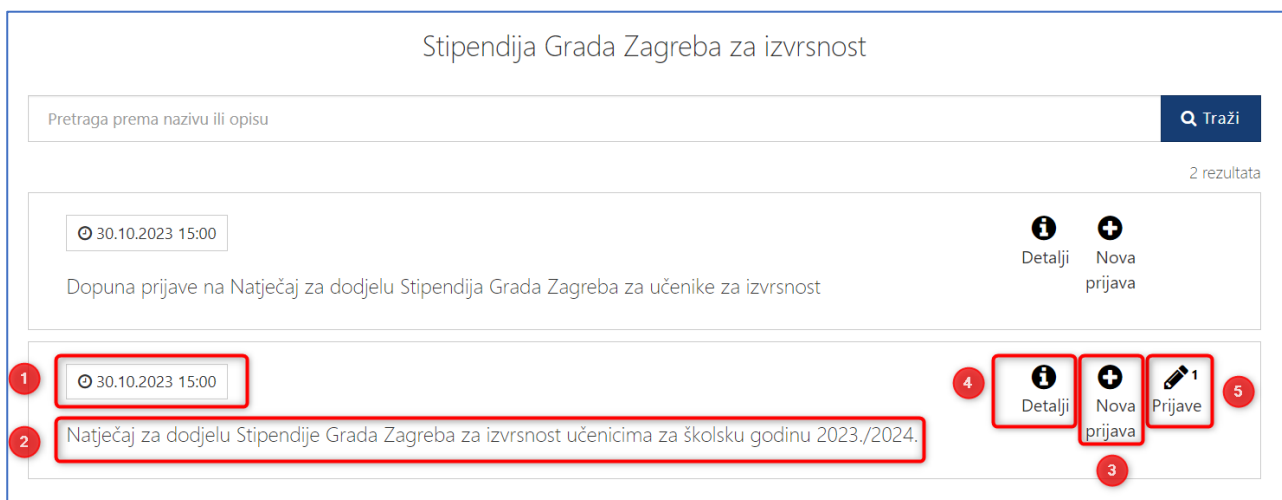 Stipendija Grada Zagreba za izvrsnost
Pretraga prema nazivu ili opisu
Traži
2 rezultata
30.10.2023 15:00
Detalji
Nova
prijava
Dopuna prijave na Natječaj za dodjelu Stipendija Grada Zagreba za učenike za izvrsnost
1
30.10.2023 15:00
4
Detalji
Nova
prijava
1
Prijave
5
2
Natječaj za dodjelu Stipendije Grada Zagreba za izvrsnost učenicima za školsku godinu 2023./2024.
3